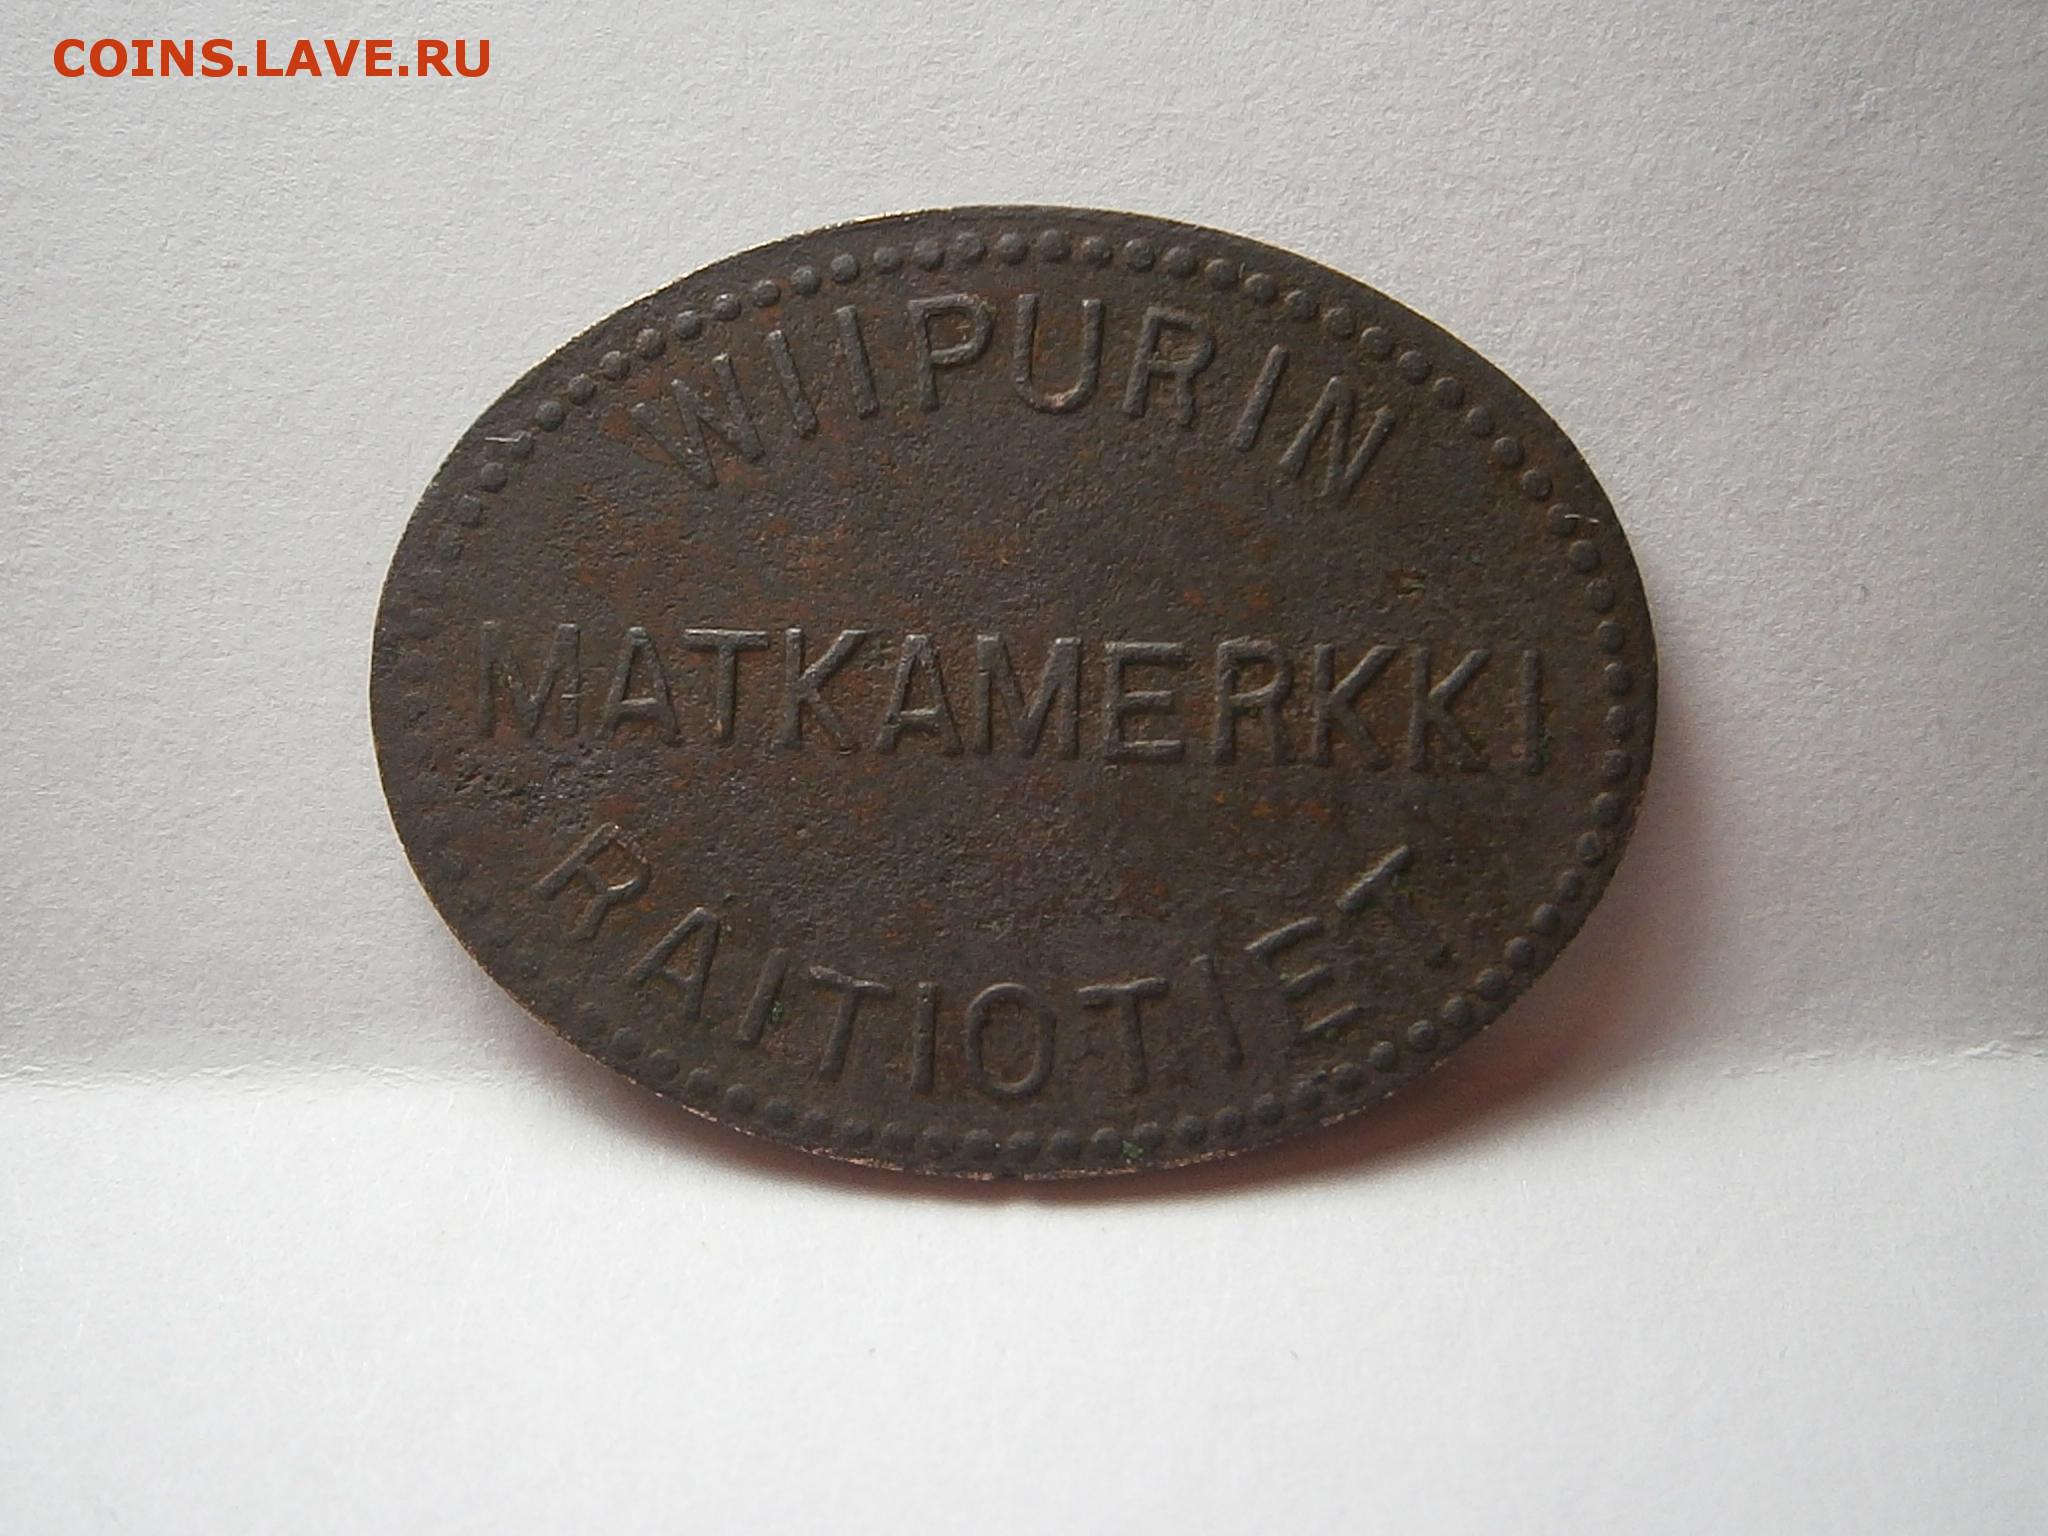 COINS.LAVE.RU
WIIPURIN
MATKAMERKKI
RAITIOTIET